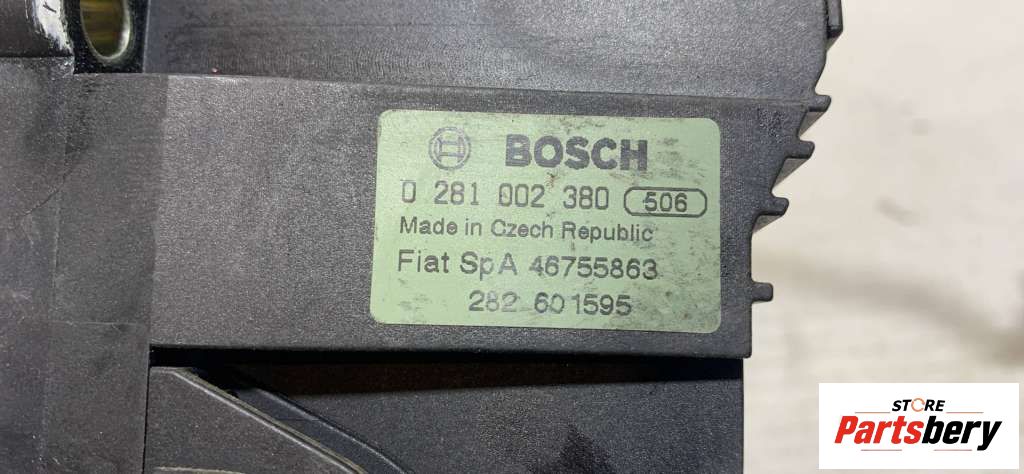 BOSCH
0 281 002 380 506
Made in Czech Republic
Fiat SpA 46755863
282 601595
STORE
Partsbery